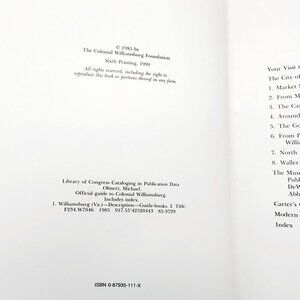 © 1985 by
The Colonial Williamsburg Foundation
Sixth Printing, 1990
All rights reserved, including the right to
reproduce this book or portions thereof in any form
Library of Congress Cataloging in Publication Data
Olmert, Michael.
Official guide to Colonial Williamsburg.
Includes index.
1. Williamsburg (Va.)—Description—Guide-books. I. Title.
F234.W7046 1985 917.55'42520443 85-3729
ISBN 0-87935-111-X
Your Visit
The City of
1. Market S
2. From M
3. The Ca
4. Around
5. The Go
6. From P
Willia
7. North
8. Waller
The Muse
Publ
DeW
Abb
Carter's
Modern
Index